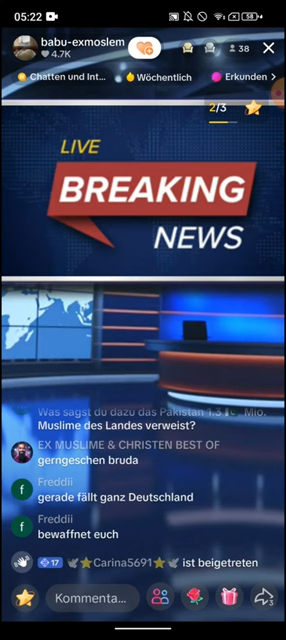 05:22
58
babu-exmoslem
4.7K
38
Chatten und Int...
Wöchentlich
Erkunden
2/3
LIVE
BREAKING
NEWS
Was sagst du dazu das Pakistan 1.3 Mio.
Muslime des Landes verweist?
EX MUSLIME & CHRISTEN BEST OF
gerngeschen bruda
Freddii
gerade fällt ganz Deutschland
Freddii
bewaffnet euch
17 Carina5691 ist beigetreten
Kommenta...
3